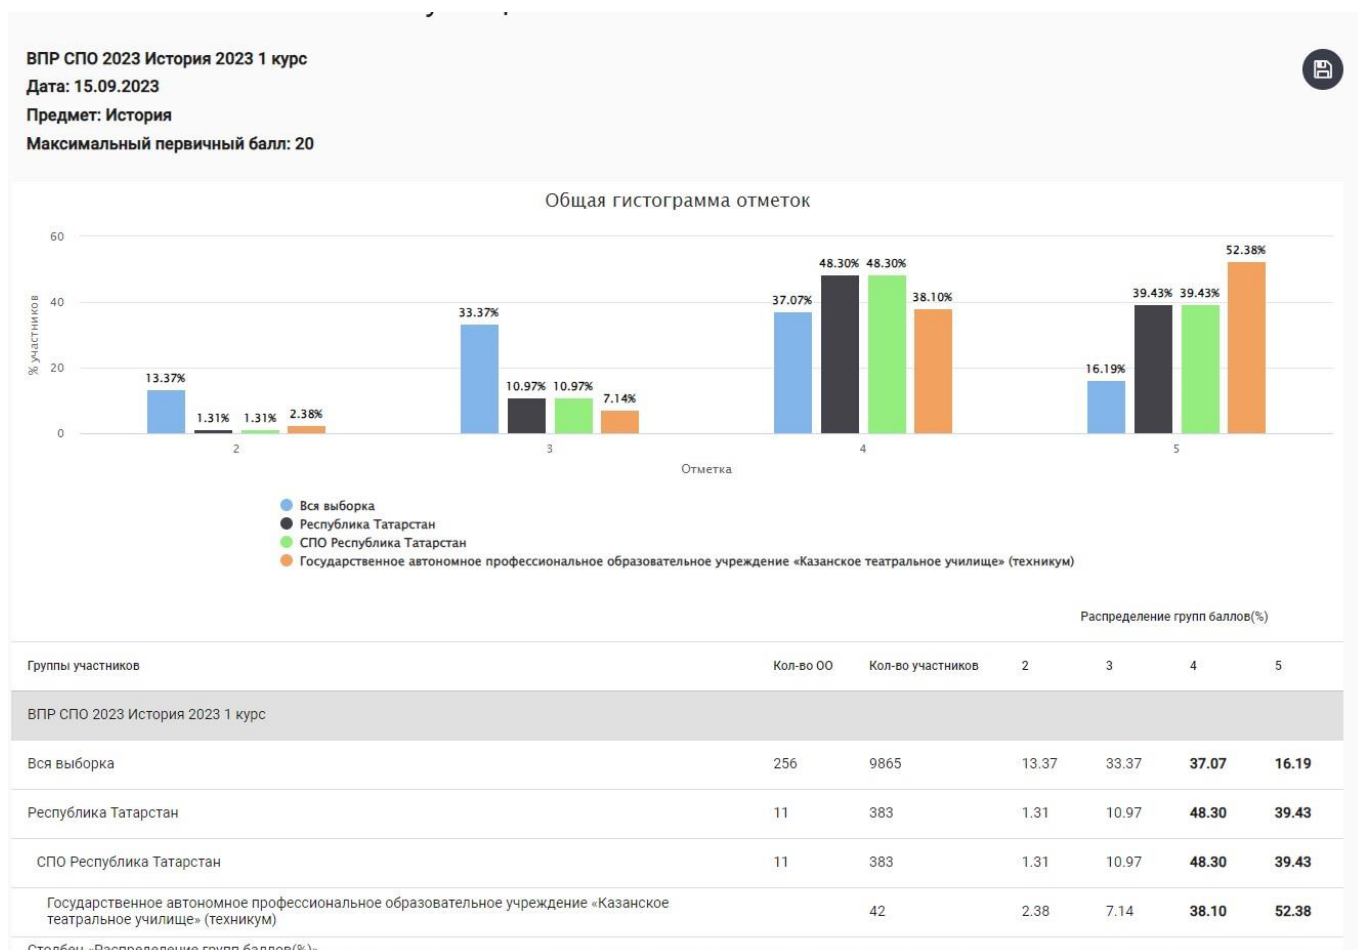 ВПР СПО 2023 История 2023 1 курс
Дата: 15.09.2023
Предмет: История
Максимальный первичный балл: 20
Общая гистограмма отметок
% участников
60
40
20
0
13.37% 1.31% 1.31% 2.38%
33.37% 10.97% 10.97% 7.14%
37.07% 48.30% 48.30% 38.10%
16.19% 39.43% 39.43% 52.38%
2 3 4 5
Отметка
Вся выборка
Республика Татарстан
СПО Республика Татарстан
Государственное автономное профессиональное образовательное учреждение «Казанское театральное училище» (техникум)
Распределение групп баллов(%)
Группы участников Кол-во ОО Кол-во участников 2 3 4 5
ВПР СПО 2023 История 2023 1 курс
Вся выборка 256 9865 13.37 33.37 37.07 16.19
Республика Татарстан 11 383 1.31 10.97 48.30 39.43
СПО Республика Татарстан 11 383 1.31 10.97 48.30 39.43
Государственное автономное профессиональное образовательное учреждение «Казанское
театральное училище» (техникум) 42 2.38 7.14 38.10 52.38
Столбец «Распределение групп баллов(%)»